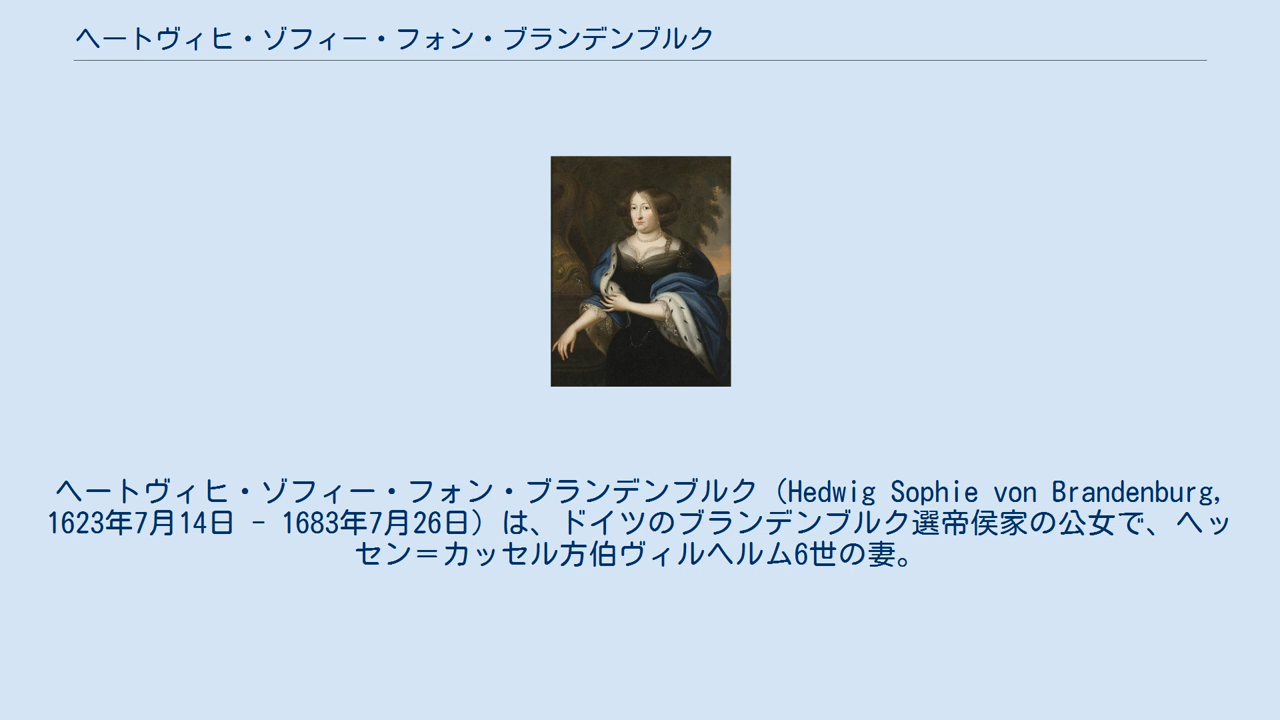 ヘートヴィヒ・ゾフィー・フォン・ブランデンブルク
ヘートヴィヒ・ゾフィー・フォン・ブランデンブルク（Hedwig Sophie von Brandenburg,
1623年7月14日 - 1683年7月26日）は、ドイツのブランデンブルク選帝侯家の公女で、ヘッ
セン＝カッセル方伯ヴィルヘルム6世の妻。